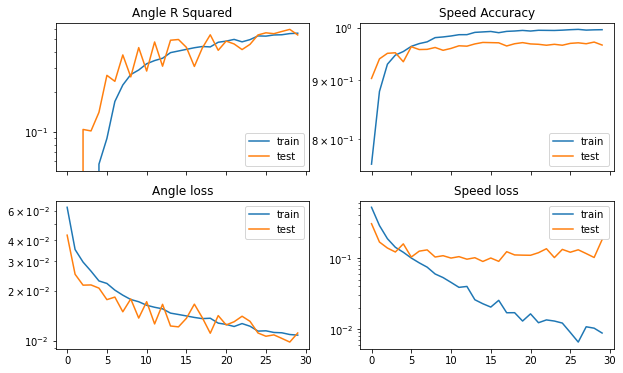 Angle R Squared
10⁻¹
train
test
Speed Accuracy
10⁰
9 × 10⁻¹
8 × 10⁻¹
train
test
Angle loss
6 × 10⁻²
4 × 10⁻²
3 × 10⁻²
2 × 10⁻²
10⁻²
train
test
0 5 10 15 20 25 30
Speed loss
10⁻¹
10⁻²
train
test
0 5 10 15 20 25 30